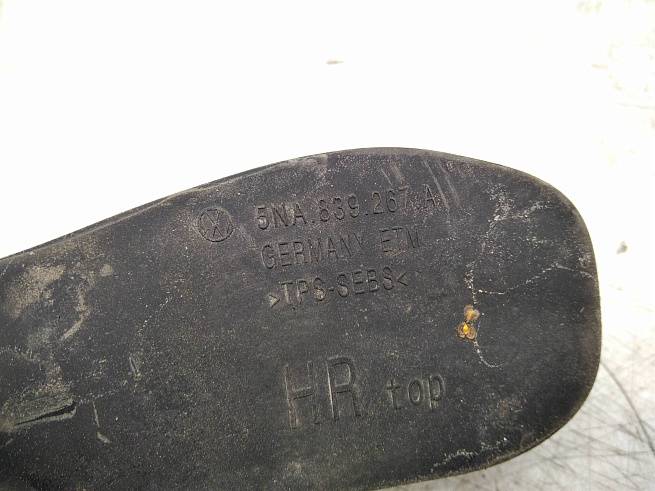 5NA.839.267.A
GERMANY ETM
>TPS-SEBS<
HR top